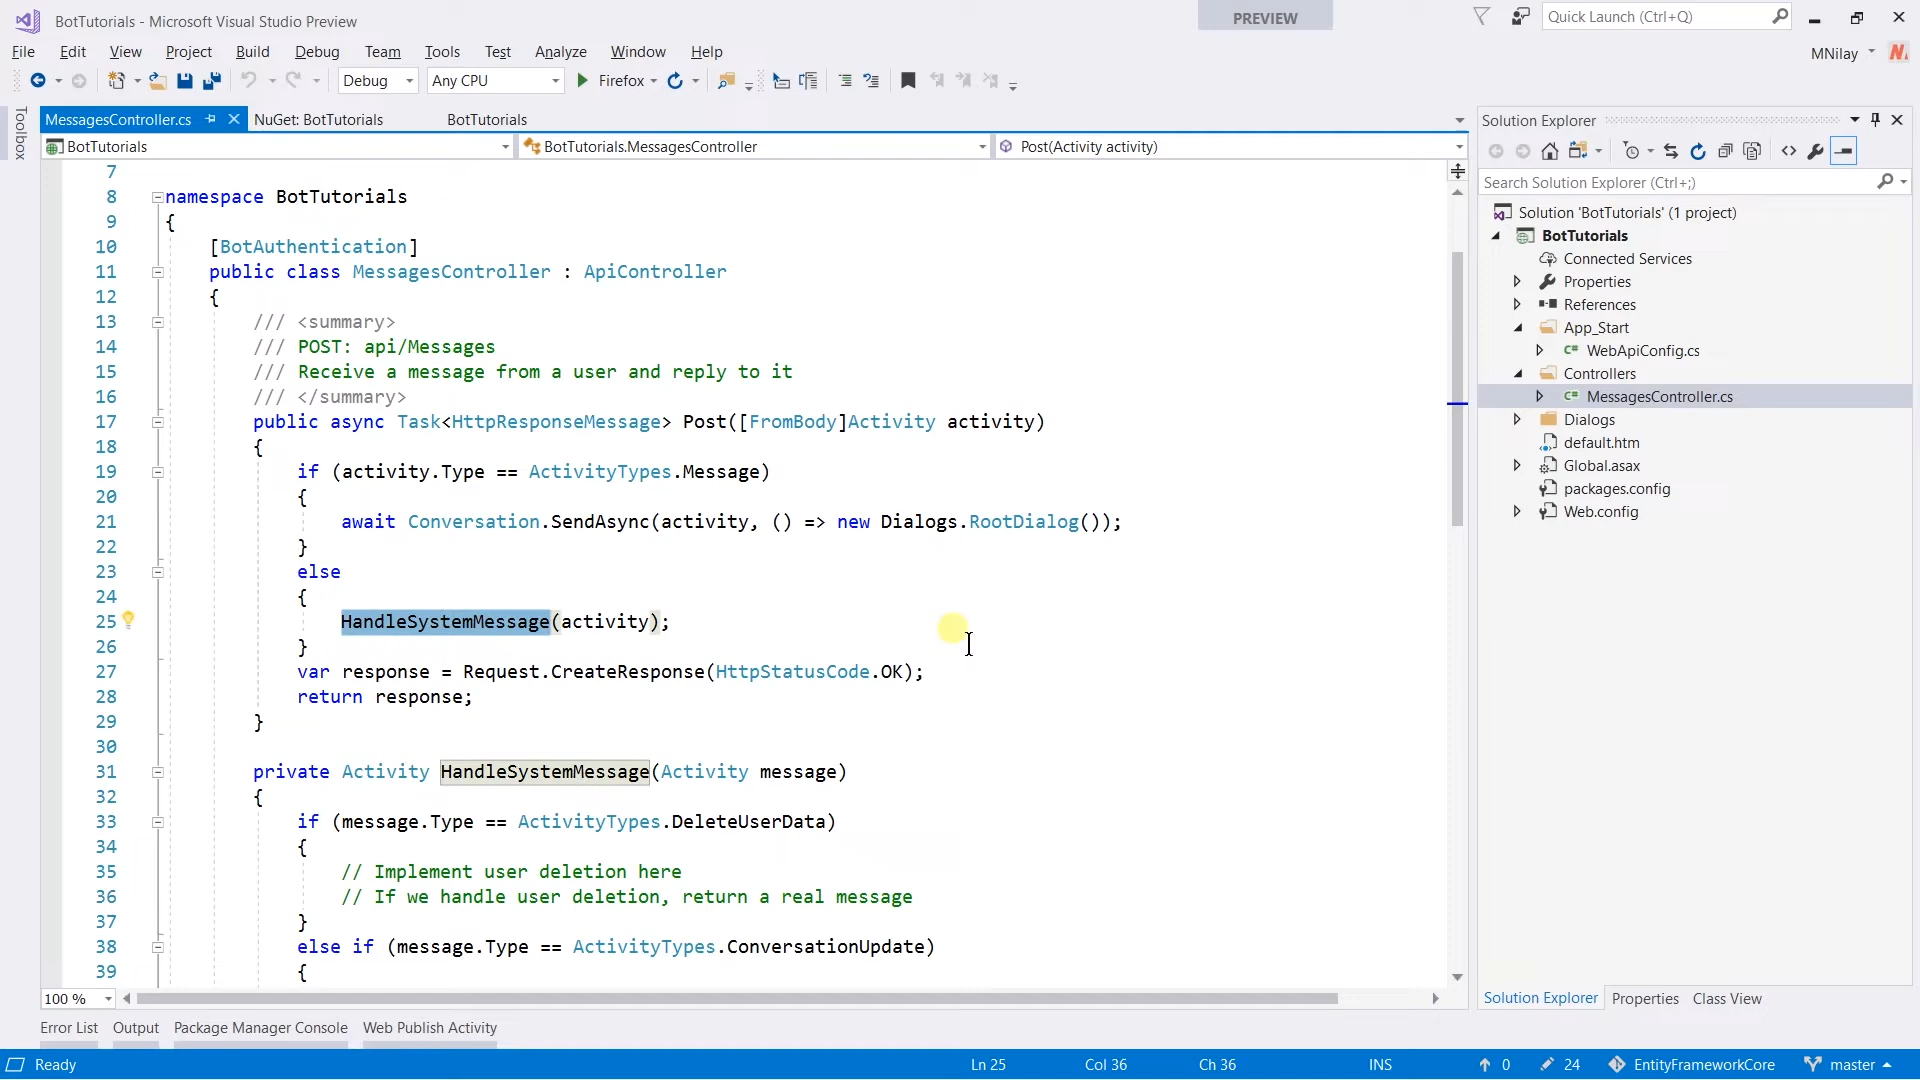 BotTutorials - Microsoft Visual Studio Preview
PREVIEW
Quick Launch (Ctrl+Q)
File Edit View Project Build Debug Team Tools Test Analyze Window Help
MNilay
Debug Any CPU Firefox
Toolbox
MessagesController.cs NuGet: BotTutorials BotTutorials
BotTutorials BotTutorials.MessagesController Post(Activity activity)
7
8 namespace BotTutorials
9 {
10 [BotAuthentication]
11 public class MessagesController : ApiController
12 {
13 /// <summary>
14 /// POST: api/Messages
15 /// Receive a message from a user and reply to it
16 /// </summary>
17 public async Task<HttpResponseMessage> Post([FromBody]Activity activity)
18 {
19 if (activity.Type == ActivityTypes.Message)
20 {
21 await Conversation.SendAsync(activity, () => new Dialogs.RootDialog());
22 }
23 else
24 {
25 HandleSystemMessage(activity);
26 }
27 var response = Request.CreateResponse(HttpStatusCode.OK);
28 return response;
29 }
30
31 private Activity HandleSystemMessage(Activity message)
32 {
33 if (message.Type == ActivityTypes.DeleteUserData)
34 {
35 // Implement user deletion here
36 // If we handle user deletion, return a real message
37 }
38 else if (message.Type == ActivityTypes.ConversationUpdate)
39 {
100 %
Solution Explorer
Search Solution Explorer (Ctrl+;)
Solution 'BotTutorials' (1 project)
BotTutorials
Connected Services
Properties
References
App_Start
C# WebApiConfig.cs
Controllers
C# MessagesController.cs
Dialogs
default.htm
Global.asax
packages.config
Web.config
Solution Explorer Properties Class View
Error List Output Package Manager Console Web Publish Activity
Ready Ln 25 Col 36 Ch 36 INS 0 24 EntityFrameworkCore master